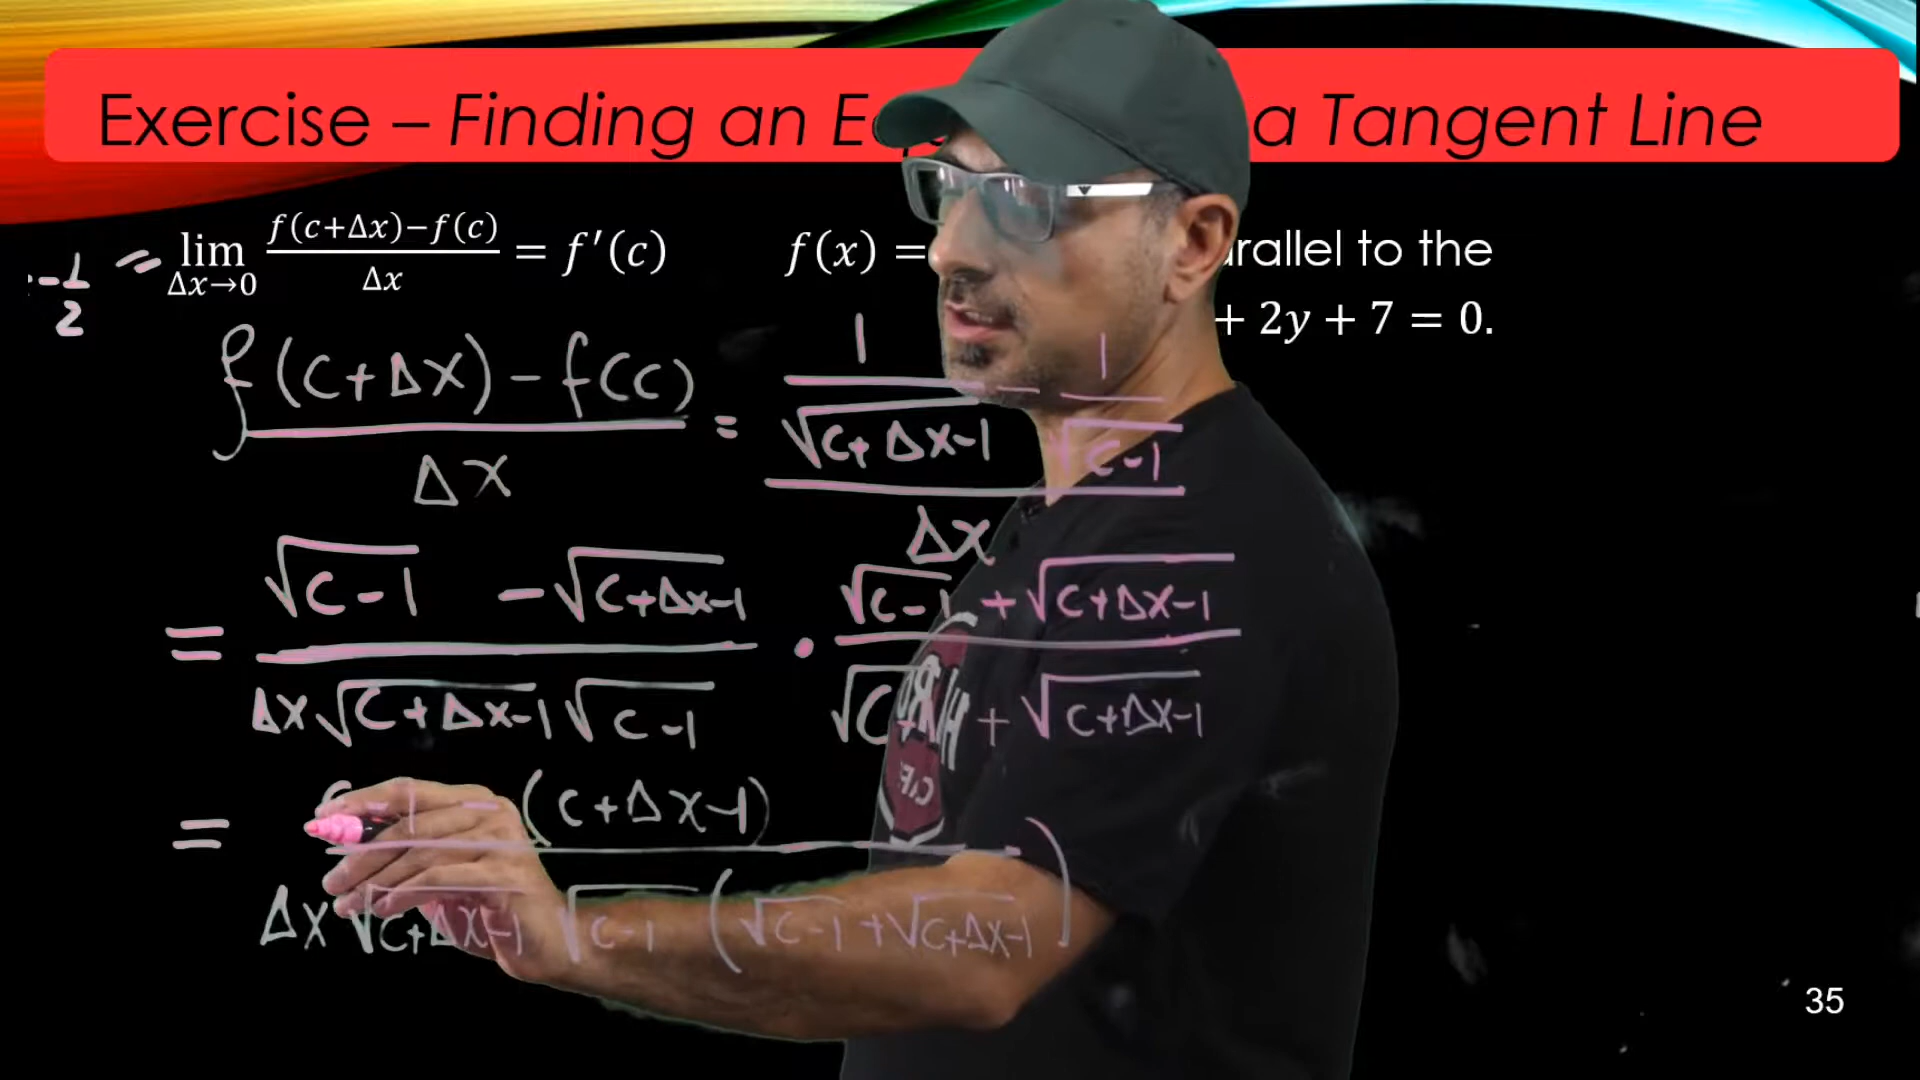 Exercise – Finding an E a Tangent Line
-1/2 = lim Δx→0 f(c+Δx)−f(c)/Δx = f′(c) f(x) = rallel to the
+ 2y + 7 = 0.
f(c+Δx)-f(c)/Δx = 1/√(c+Δx-1) - 1/√(c-1) / Δx
= √(c-1) - √(c+Δx-1) / Δx√(c+Δx-1)√(c-1) · √(c-1) + √(c+Δx-1) / √(c + √(c+Δx-1)
= c-1 - (c+Δx-1) / Δx√(c+Δx-1) √(c-1) (√(c-1) + √(c+Δx-1))
35